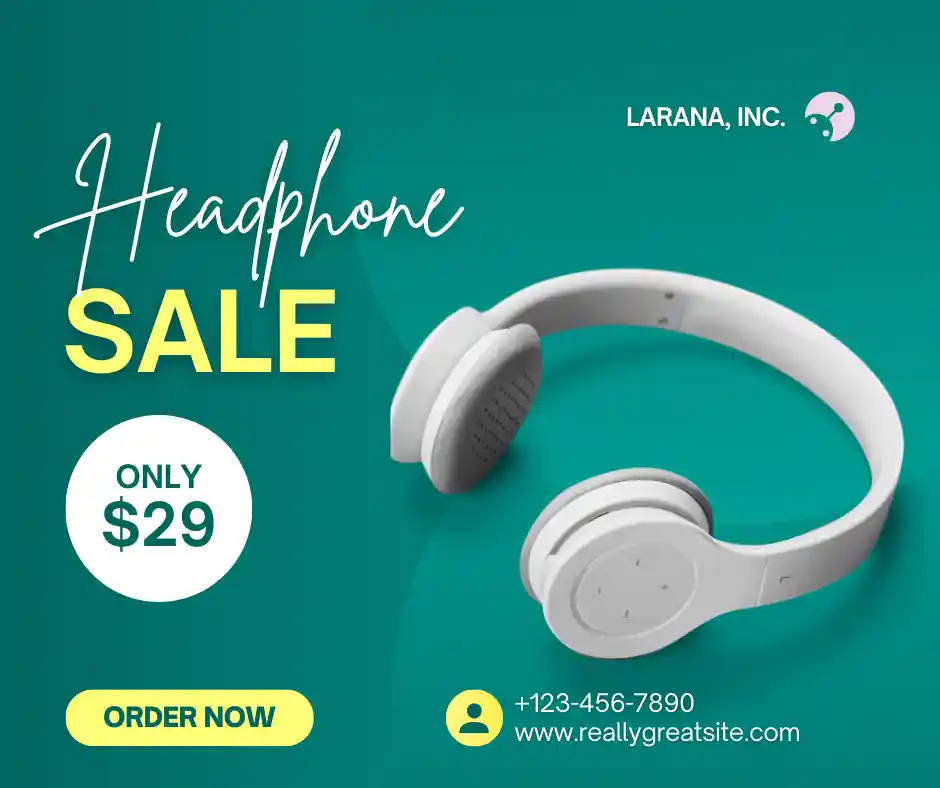 LARANA, INC.
Headphone
SALE
ONLY
$29
ORDER NOW
+123-456-7890
www.reallygreatsite.com
L